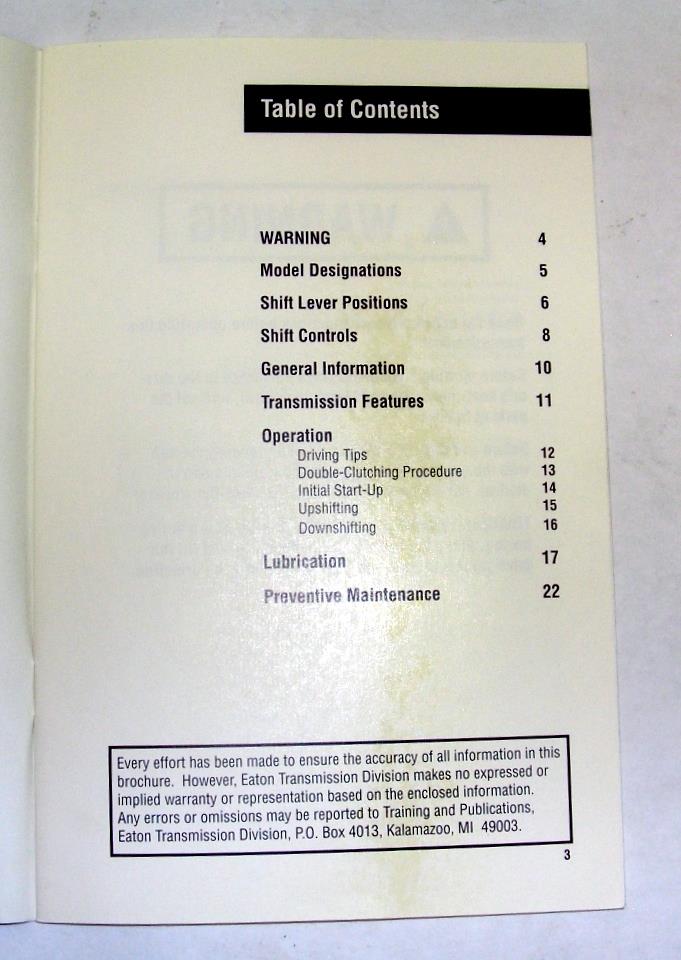 Table of Contents
WARNING 4
Model Designations 5
Shift Lever Positions 6
Shift Controls 8
General Information 10
Transmission Features 11
Operation
Driving Tips 12
Double-Clutching Procedure 13
Initial Start-Up 14
Upshifting 15
Downshifting 16
Lubrication 17
Preventive Maintenance 22
Every effort has been made to ensure the accuracy of all information in this
brochure. However, Eaton Transmission Division makes no expressed or
implied warranty or representation based on the enclosed information.
Any errors or omissions may be reported to Training and Publications,
Eaton Transmission Division, P.O. Box 4013, Kalamazoo, MI 49003.
3